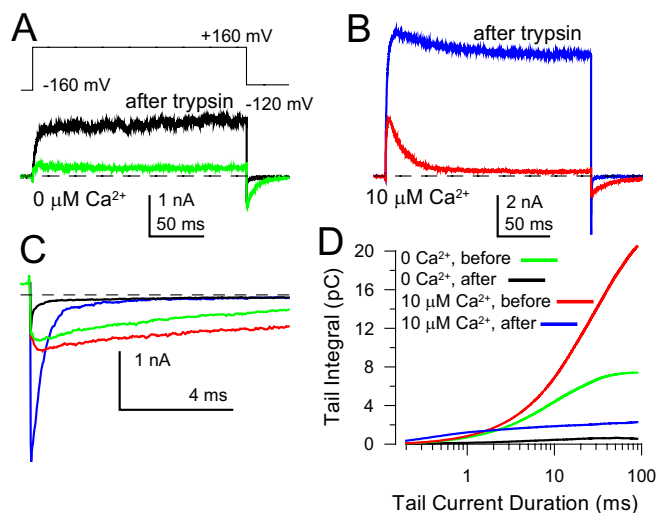 A
+160 mV
-160 mV
-120 mV
after trypsin
0 μM Ca²⁺
1 nA
50 ms
B
after trypsin
10 μM Ca²⁺
2 nA
50 ms
C
1 nA
4 ms
D
20
16
12
8
4
0
Tail Integral (pC)
0 Ca²⁺, before
0 Ca²⁺, after
10 μM Ca²⁺, before
10 μM Ca²⁺, after
1
10
100
Tail Current Duration (ms)